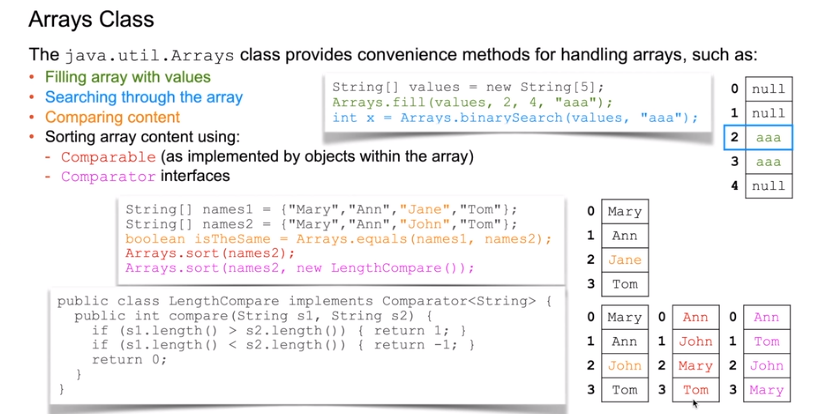 Arrays Class
The java.util.Arrays class provides convenience methods for handling arrays, such as:
• Filling array with values
• Searching through the array
• Comparing content
• Sorting array content using:
- Comparable (as implemented by objects within the array)
- Comparator interfaces
String[] values = new String[5];
Arrays.fill(values, 2, 4, "aaa");
int x = Arrays.binarySearch(values, "aaa");
0 null
1 null
2 aaa
3 aaa
4 null
String[] names1 = {"Mary","Ann","Jane","Tom"};
String[] names2 = {"Mary","Ann","John","Tom"};
boolean isTheSame = Arrays.equals(names1, names2);
Arrays.sort(names2);
Arrays.sort(names2, new LengthCompare());
0 Mary
1 Ann
2 Jane
3 Tom
public class LengthCompare implements Comparator<String> {
public int compare(String s1, String s2) {
if (s1.length() > s2.length()) { return 1; }
if (s1.length() < s2.length()) { return -1; }
return 0;
}
}
0 Mary 0 Ann 0 Ann
1 Ann 1 John 1 Tom
2 John 2 Mary 2 John
3 Tom 3 Tom 3 Mary